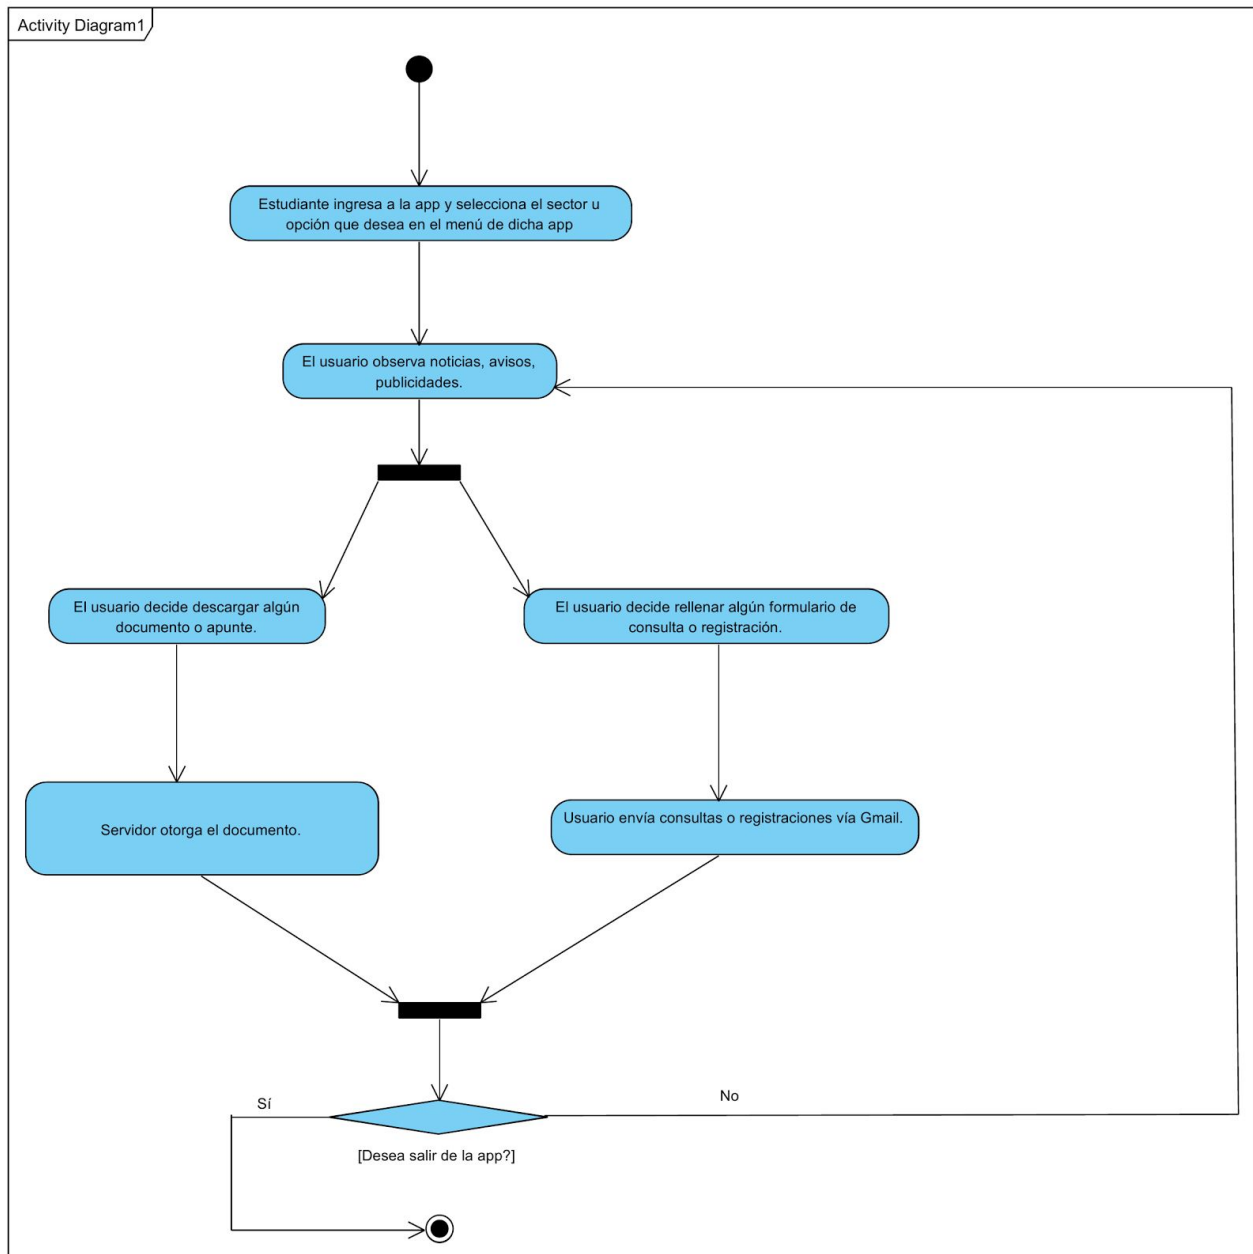 Activity Diagram1
Estudiante ingresa a la app y selecciona el sector u
opción que desea en el menú de dicha app
El usuario observa noticias, avisos,
publicidades.
El usuario decide descargar algún
documento o apunte.
El usuario decide rellenar algún formulario de
consulta o registración.
Servidor otorga el documento.
Usuario envía consultas o registraciones vía Gmail.
Sí
No
[Desea salir de la app?]